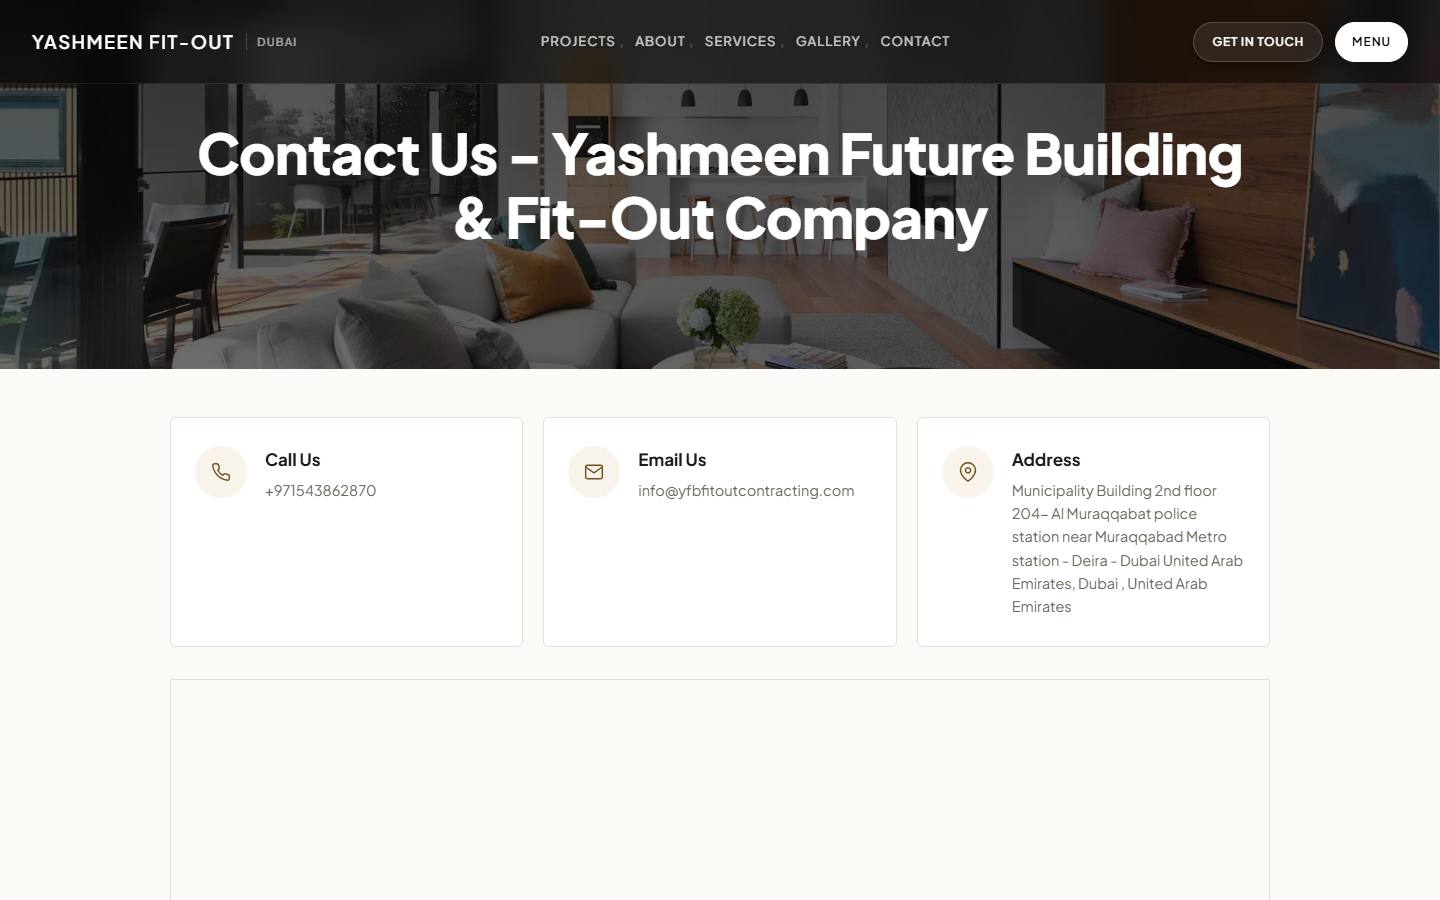 YASHMEEN FIT-OUT
DUBAI
PROJECTS , ABOUT , SERVICES , GALLERY , CONTACT
GET IN TOUCH
MENU
Contact Us – Yashmeen Future Building
& Fit-Out Company
Call Us
+971543862870
Email Us
info@yfbfitoutcontracting.com
Address
Municipality Building 2nd floor
204– Al Muraqqabat police
station near Muraqqabad Metro
station - Deira - Dubai United Arab
Emirates, Dubai , United Arab
Emirates